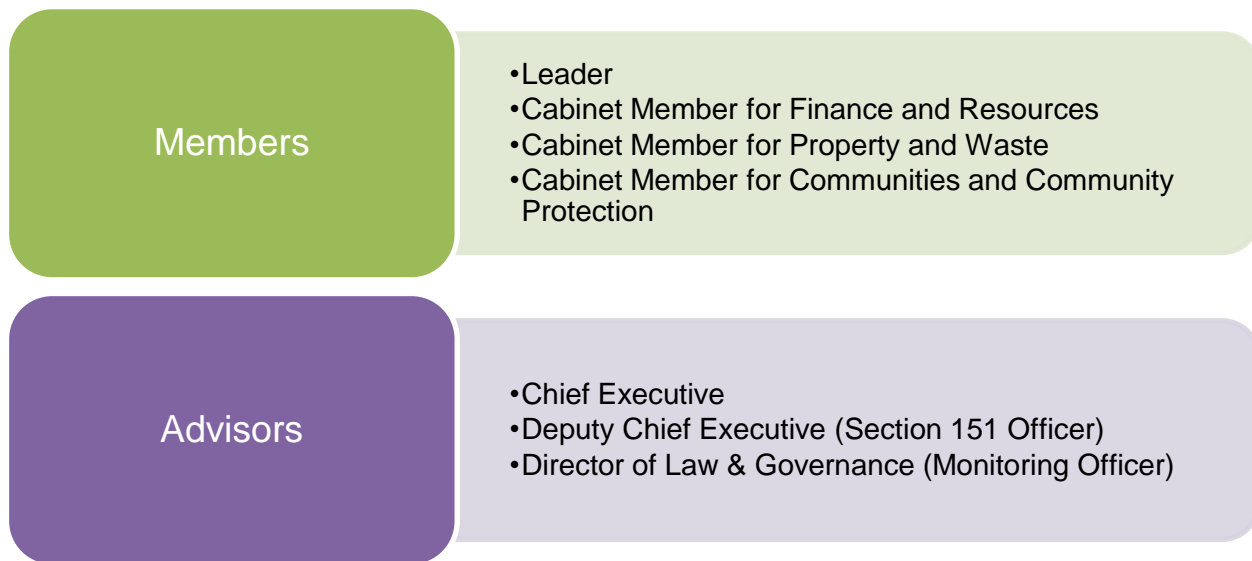 Members
•Leader
•Cabinet Member for Finance and Resources
•Cabinet Member for Property and Waste
•Cabinet Member for Communities and Community
Protection
Advisors
•Chief Executive
•Deputy Chief Executive (Section 151 Officer)
•Director of Law & Governance (Monitoring Officer)